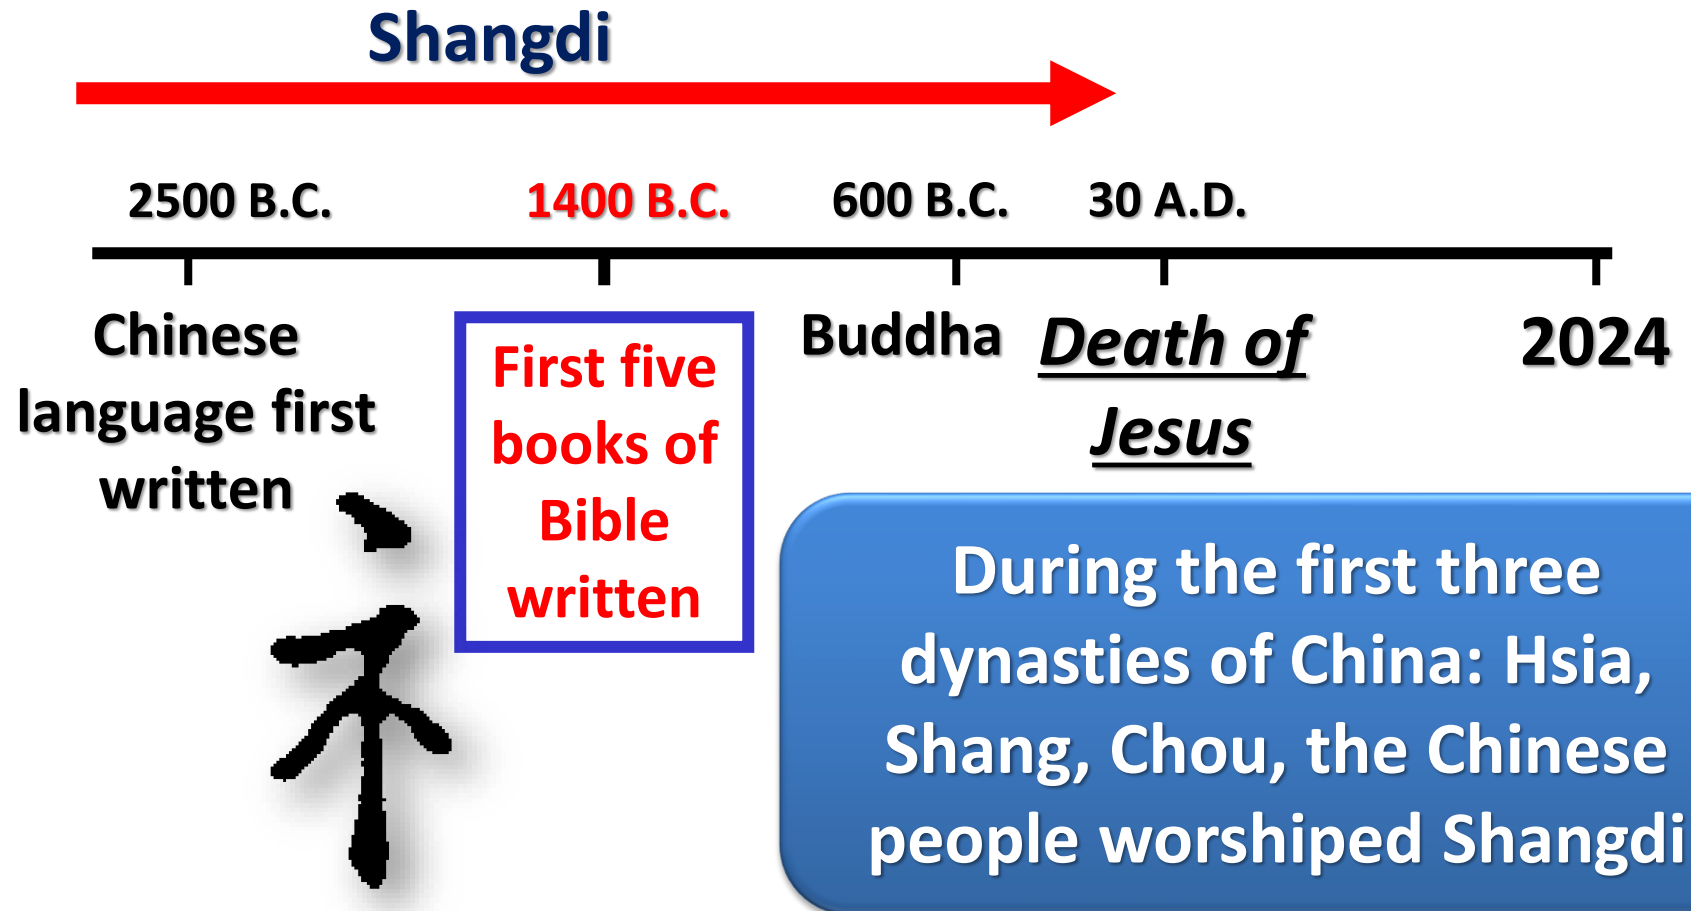 Shangdi
2500 B.C.
1400 B.C.
600 B.C.
30 A.D.
Chinese
language first
written
First five
books of
Bible
written
Buddha
Death of
Jesus
2024
礻
During the first three
dynasties of China: Hsia,
Shang, Chou, the Chinese
people worshiped Shangdi